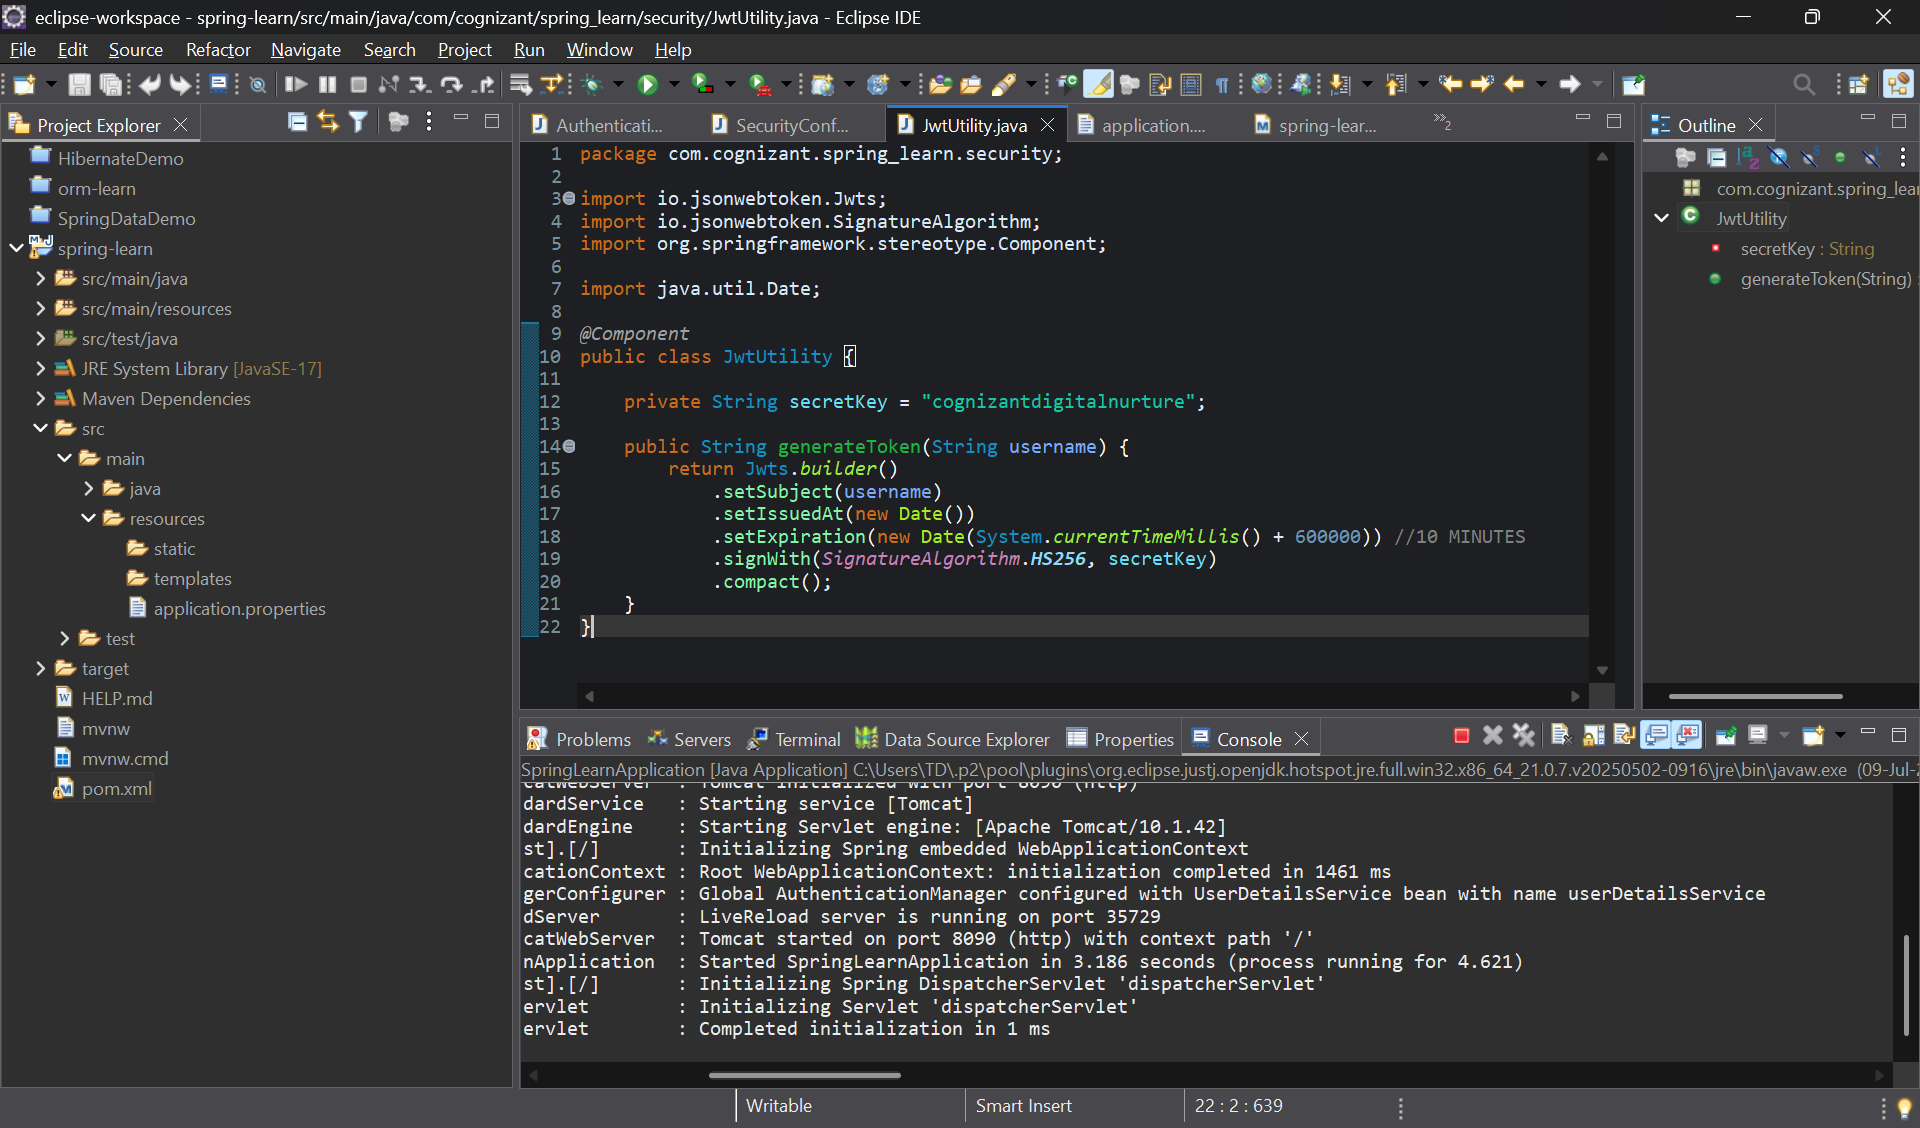 eclipse-workspace - spring-learn/src/main/java/com/cognizant/spring_learn/security/JwtUtility.java - Eclipse IDE
File Edit Source Refactor Navigate Search Project Run Window Help
Project Explorer
HibernateDemo
orm-learn
SpringDataDemo
spring-learn
src/main/java
src/main/resources
src/test/java
JRE System Library [JavaSE-17]
Maven Dependencies
src
main
java
resources
static
templates
application.properties
test
target
HELP.md
mvnw
mvnw.cmd
pom.xml
Authenticati... SecurityConf... JwtUtility.java application.... spring-lear... »2
1 package com.cognizant.spring_learn.security;
2
3 import io.jsonwebtoken.Jwts;
4 import io.jsonwebtoken.SignatureAlgorithm;
5 import org.springframework.stereotype.Component;
6
7 import java.util.Date;
8
9 @Component
10 public class JwtUtility {
11
12 private String secretKey = "cognizantdigitalnurture";
13
14 public String generateToken(String username) {
15 return Jwts.builder()
16 .setSubject(username)
17 .setIssuedAt(new Date())
18 .setExpiration(new Date(System.currentTimeMillis() + 600000)) //10 MINUTES
19 .signWith(SignatureAlgorithm.HS256, secretKey)
20 .compact();
21 }
22 }
Outline
com.cognizant.spring_lear
JwtUtility
secretKey : String
generateToken(String) :
Problems Servers Terminal Data Source Explorer Properties Console
SpringLearnApplication [Java Application] C:\Users\TD\.p2\pool\plugins\org.eclipse.justj.openjdk.hotspot.jre.full.win32.x86_64_21.0.7.v20250502-0916\jre\bin\javaw.exe (09-Jul-2
catWebServer : Tomcat initialized with port 8090 (http)
dardService : Starting service [Tomcat]
dardEngine : Starting Servlet engine: [Apache Tomcat/10.1.42]
st].[/] : Initializing Spring embedded WebApplicationContext
cationContext : Root WebApplicationContext: initialization completed in 1461 ms
gerConfigurer : Global AuthenticationManager configured with UserDetailsService bean with name userDetailsService
dServer : LiveReload server is running on port 35729
catWebServer : Tomcat started on port 8090 (http) with context path '/'
nApplication : Started SpringLearnApplication in 3.186 seconds (process running for 4.621)
st].[/] : Initializing Spring DispatcherServlet 'dispatcherServlet'
ervlet : Initializing Servlet 'dispatcherServlet'
ervlet : Completed initialization in 1 ms
Writable Smart Insert 22 : 2 : 639